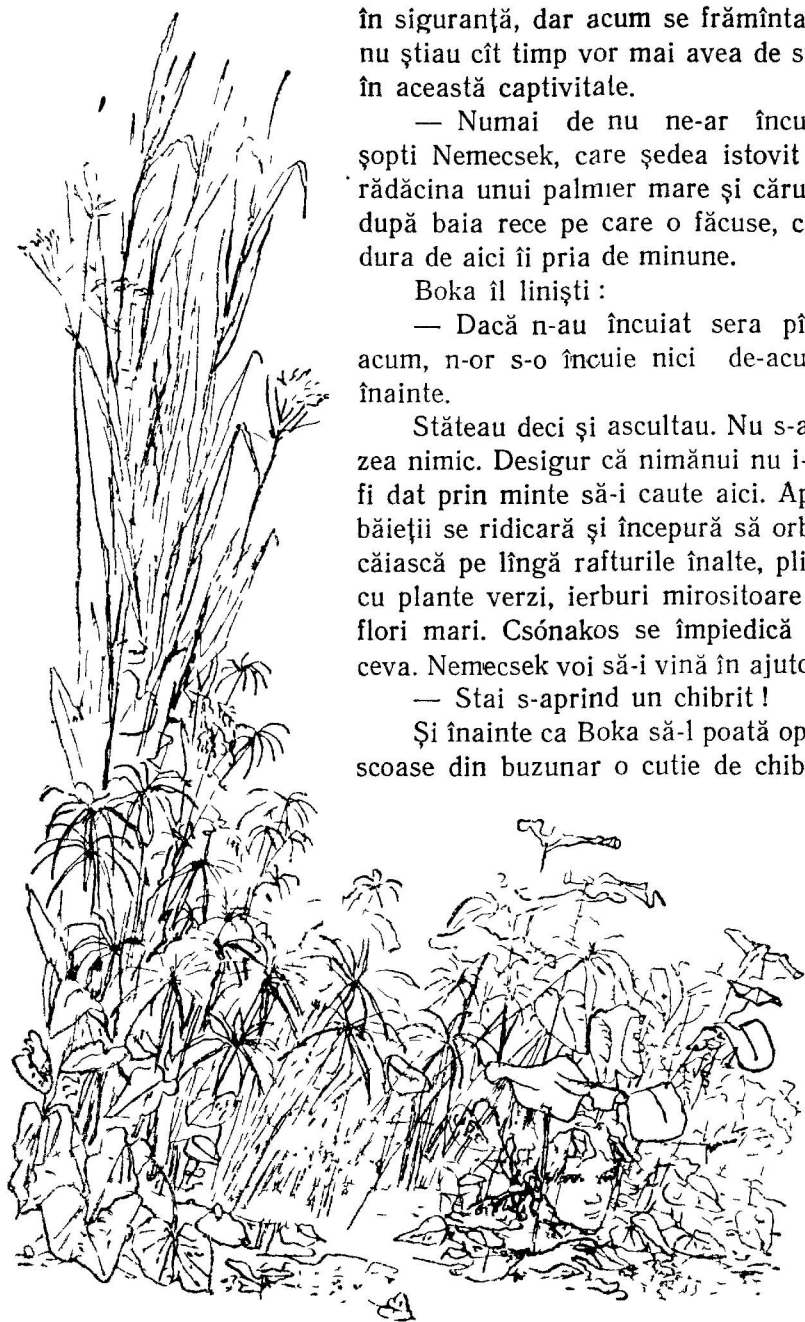 în siguranță, dar acum se frămînta
nu știau cît timp vor mai avea de s
în această captivitate.
— Numai de nu ne-ar încu
șopti Nemecsek, care ședea istovit
rădăcina unui palmier mare și căru
după baia rece pe care o făcuse, c
dura de aici îi pria de minune.
Boka îl liniști :
— Dacă n-au încuiat sera pî
acum, n-or s-o încuie nici de-acu
înainte.
Stăteau deci și ascultau. Nu s-a
zea nimic. Desigur că nimănui nu i-
fi dat prin minte să-i caute aici. Ap
băieții se ridicară și începură să orb
căiască pe lîngă rafturile înalte, pli
cu plante verzi, ierburi mirositoare
flori mari. Csónakos se împiedică
ceva. Nemecsek voi să-i vină în ajuto
— Stai s-aprind un chibrit !
Și înainte ca Boka să-l poată op
scoase din buzunar o cutie de chib